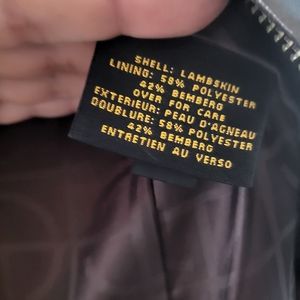 SHELL: LAMBSKIN
LINING: 58% POLYESTER
42% BEMBERG
OVER FOR CARE
EXTERIEUR: PEAU D'AGNEAU
DOUBLURE: 58% POLYESTER
42% BEMBERG
ENTRETIEN AU VERSO